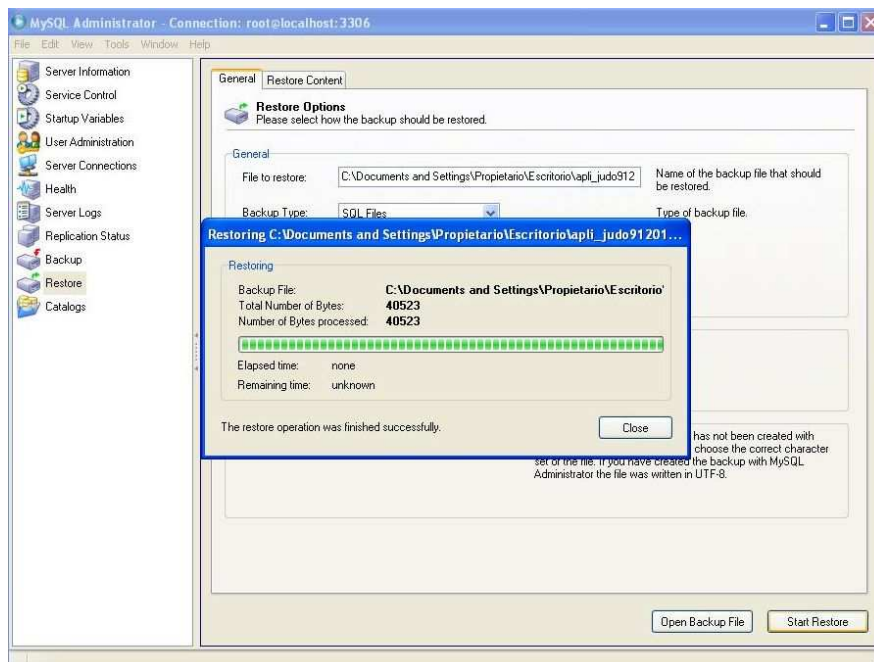 MySQL Administrator - Connection: root@localhost:3306
File Edit View Tools Window Help
Server Information
Service Control
Startup Variables
User Administration
Server Connections
Health
Server Logs
Replication Status
Backup
Restore
Catalogs
General Restore Content
Restore Options
Please select how the backup should be restored.
General
File to restore: C:\Documents and Settings\Propietario\Escritorio\apli_judo912 Name of the backup file that should
be restored.
Backup Type: SQL Files Type of backup file.
Restoring C:\Documents and Settings\Propietario\Escritorio\apli_judo91201...
Restoring
Backup File: C:\Documents and Settings\Propietario\Escritorio
Total Number of Bytes: 40523
Number of Bytes processed: 40523
Elapsed time: none
Remaining time: unknown
The restore operation was finished successfully. Close
has not been created with
choose the correct character
set of the file. If you have created the backup with MySQL
Administrator the file was written in UTF-8.
Open Backup File Start Restore